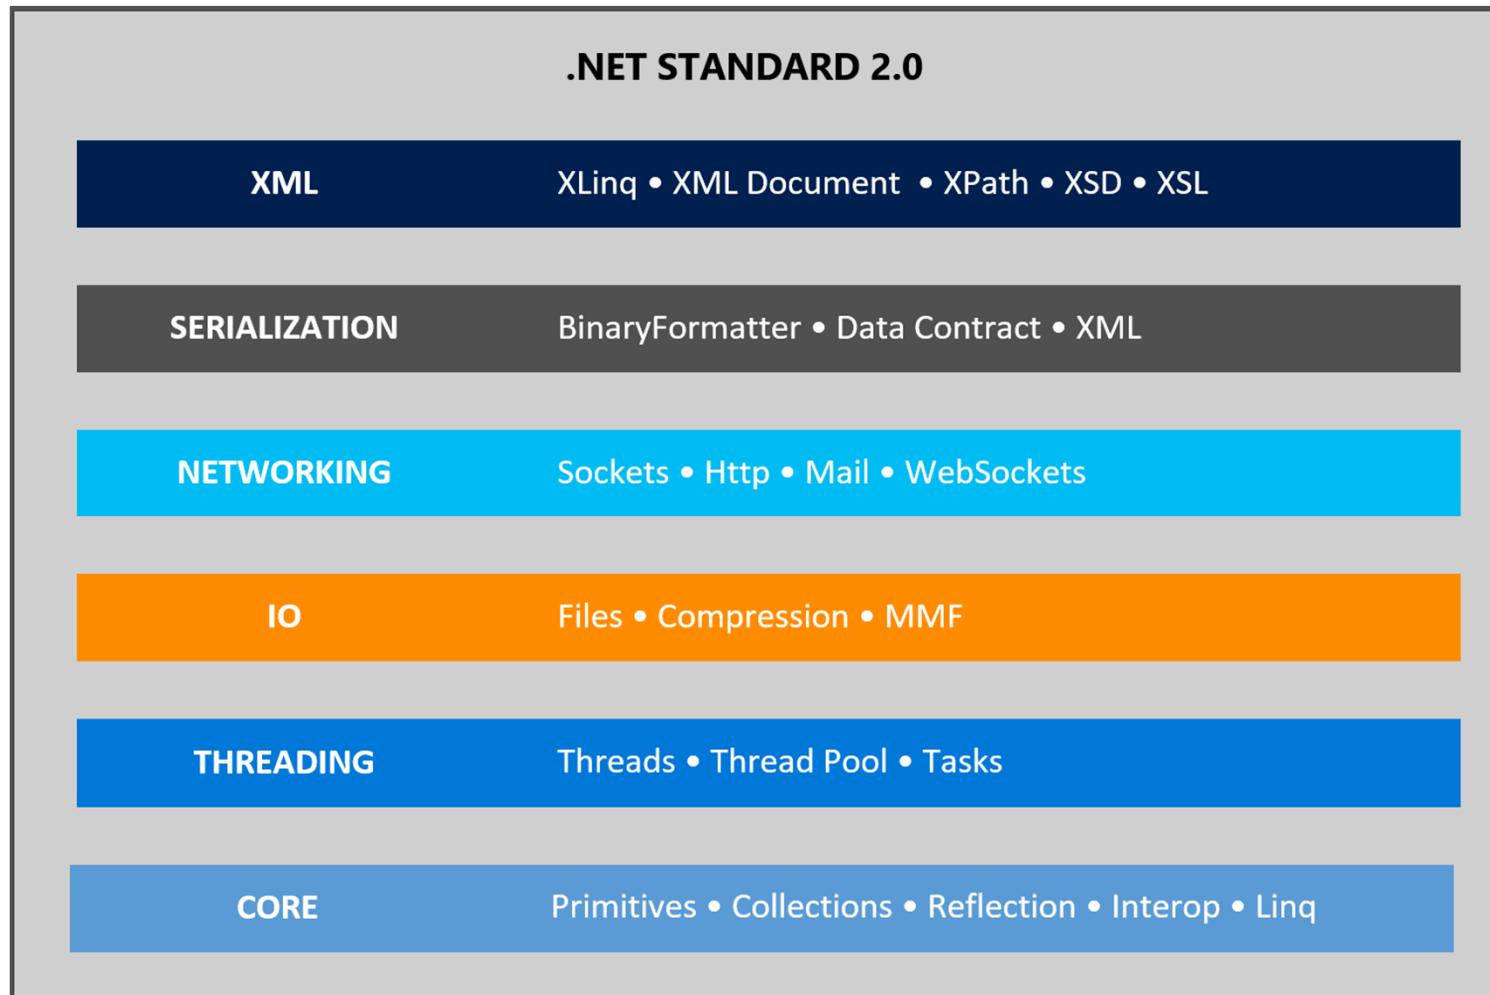 .NET STANDARD 2.0
XML XLinq • XML Document • XPath • XSD • XSL
SERIALIZATION BinaryFormatter • Data Contract • XML
NETWORKING Sockets • Http • Mail • WebSockets
IO Files • Compression • MMF
THREADING Threads • Thread Pool • Tasks
CORE Primitives • Collections • Reflection • Interop • Linq